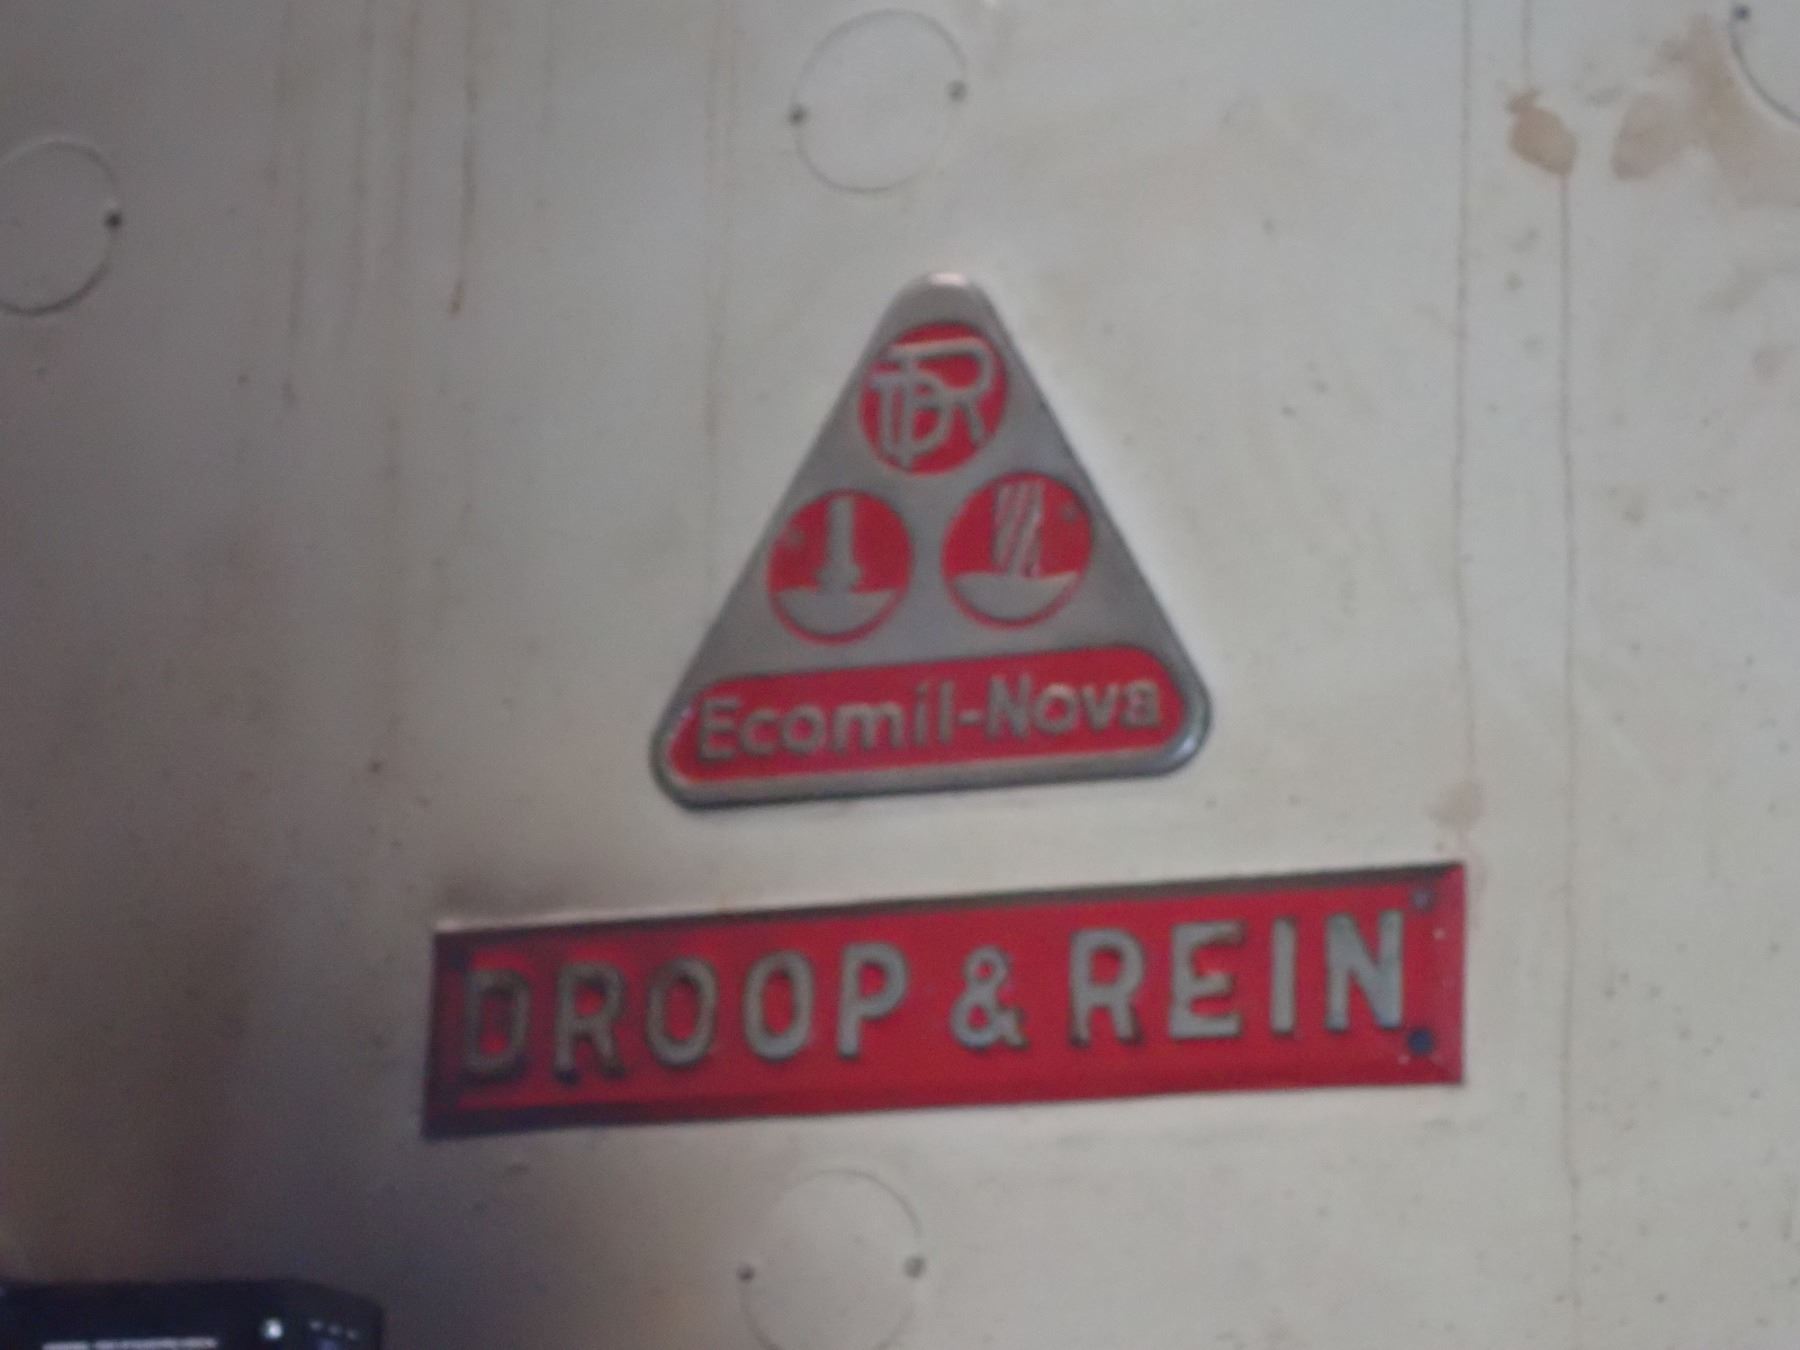 DR
Ecomil-Nova
DROOP & REIN